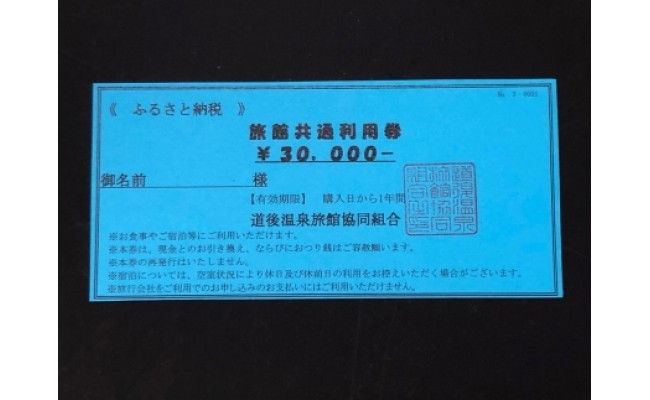 《 ふるさと納税 》
旅館共通利用券
￥30,000－
御名前 様
【有効期限】 購入日から1年間
道後温泉旅館協同組合
※お食事やご宿泊等にご利用いただけます。
※本券は、現金とのお引き換え、ならびにおつり銭はご容赦願います。
※本券の再発行はいたしません。
※宿泊については、空室状況により休日及び休前日の利用をお控えいただく場合がございます。
※旅行会社をご利用でのお申し込みのお支払いにはご利用いただけません。